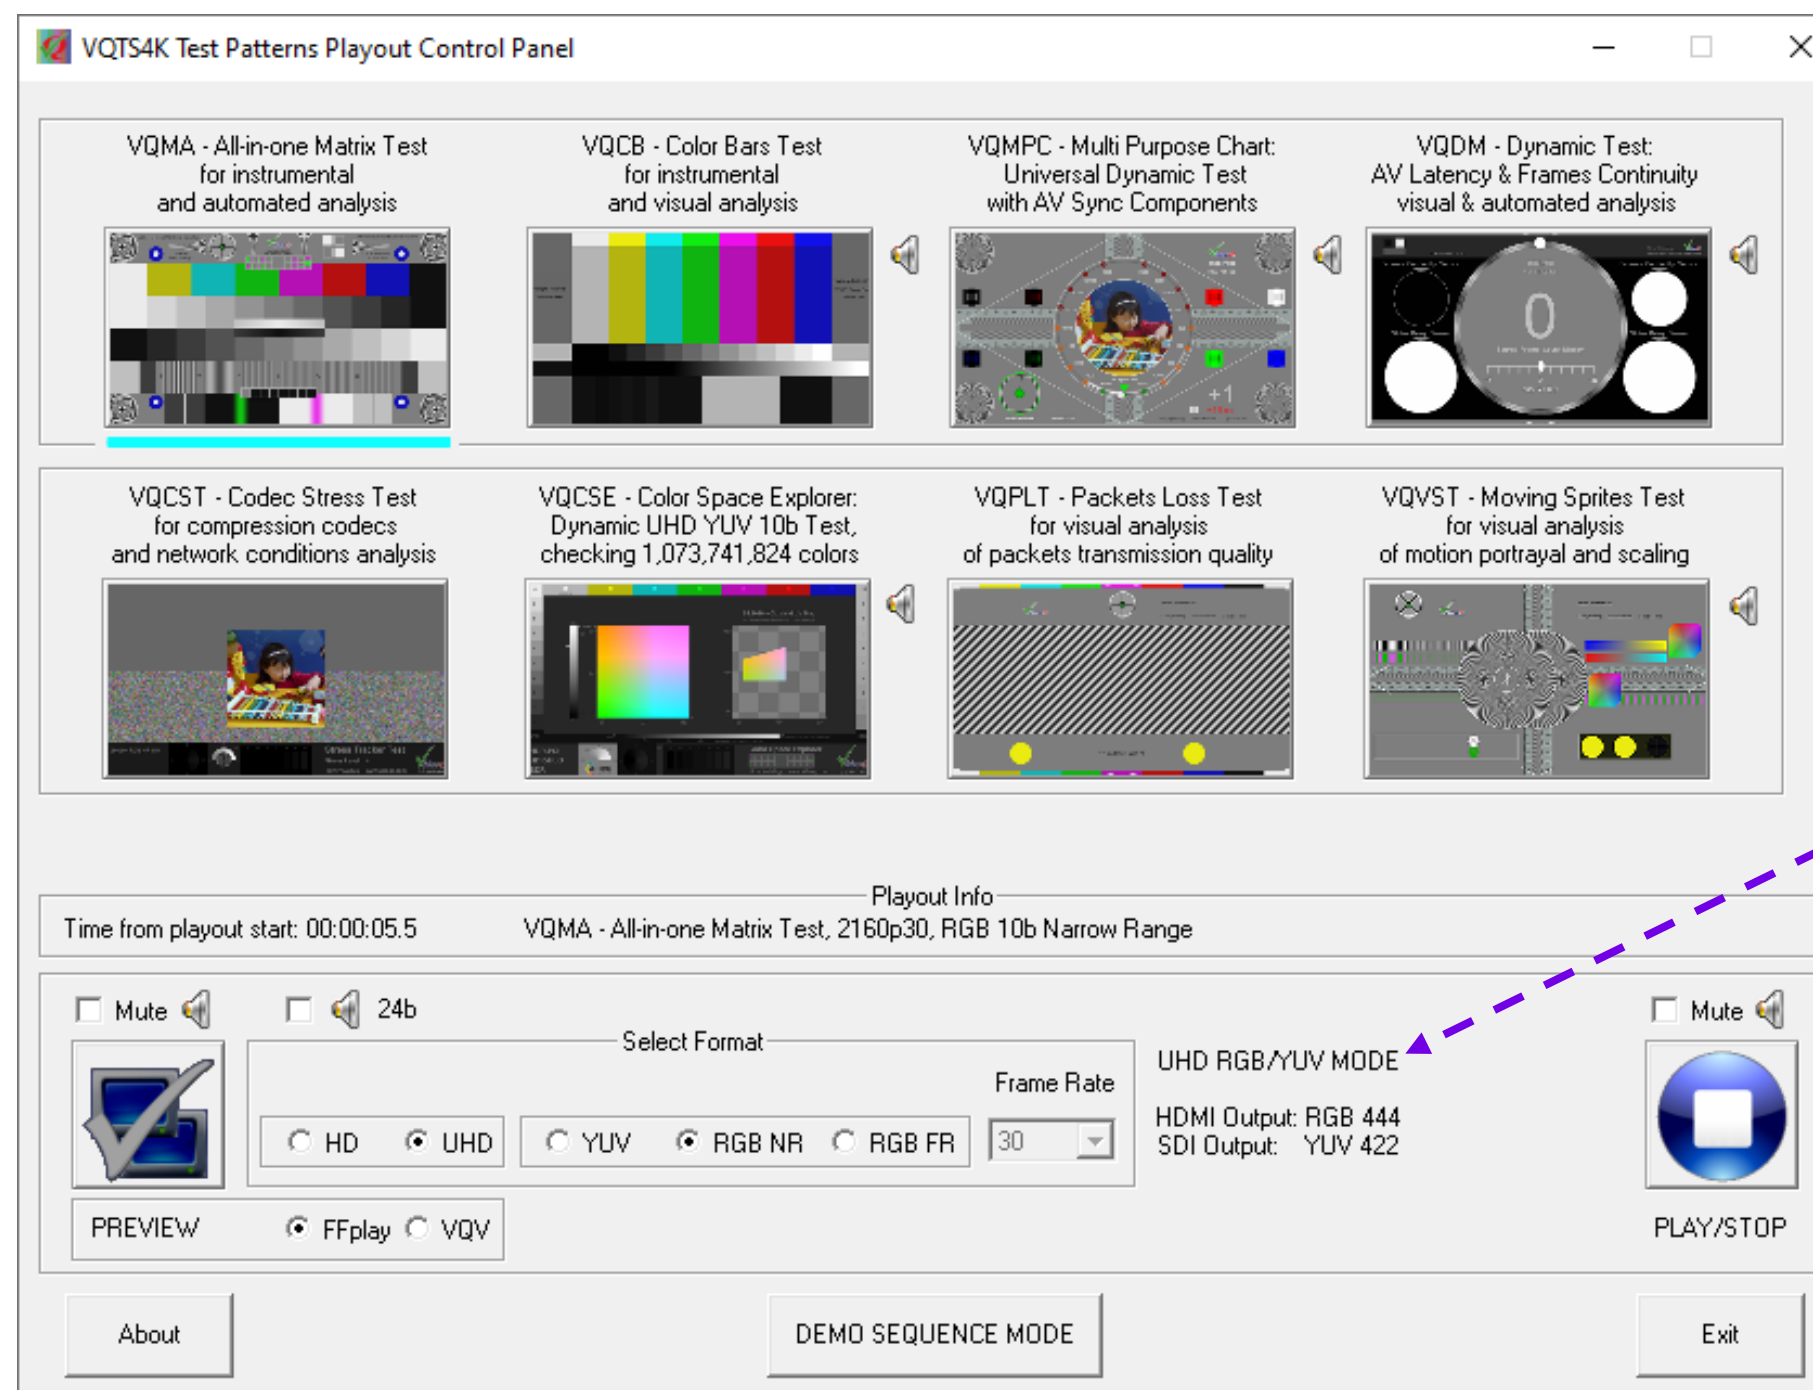 VQTS4K Test Patterns Playout Control Panel
VQMA - All-in-one Matrix Test
for instrumental
and automated analysis
VQCB - Color Bars Test
for instrumental
and visual analysis
VQMPC - Multi Purpose Chart:
Universal Dynamic Test
with AV Sync Components
VQDM - Dynamic Test:
AV Latency & Frames Continuity
visual & automated analysis
+1
0
VQCST - Codec Stress Test
for compression codecs
and network conditions analysis
VQCSE - Color Space Explorer:
Dynamic UHD YUV 10b Test,
checking 1,073,741,824 colors
VQPLT - Packets Loss Test
for visual analysis
of packets transmission quality
VQVST - Moving Sprites Test
for visual analysis
of motion portrayal and scaling
Playout Info
Time from playout start: 00:00:05.5
VQMA - All-in-one Matrix Test, 2160p30, RGB 10b Narrow Range
Mute
24b
Select Format
Frame Rate
HD
UHD
YUV
RGB NR
RGB FR
30
UHD RGB/YUV MODE
HDMI Output: RGB 444
SDI Output: YUV 422
Mute
PREVIEW
FFplay
VQV
PLAY/STOP
About
DEMO SEQUENCE MODE
Exit